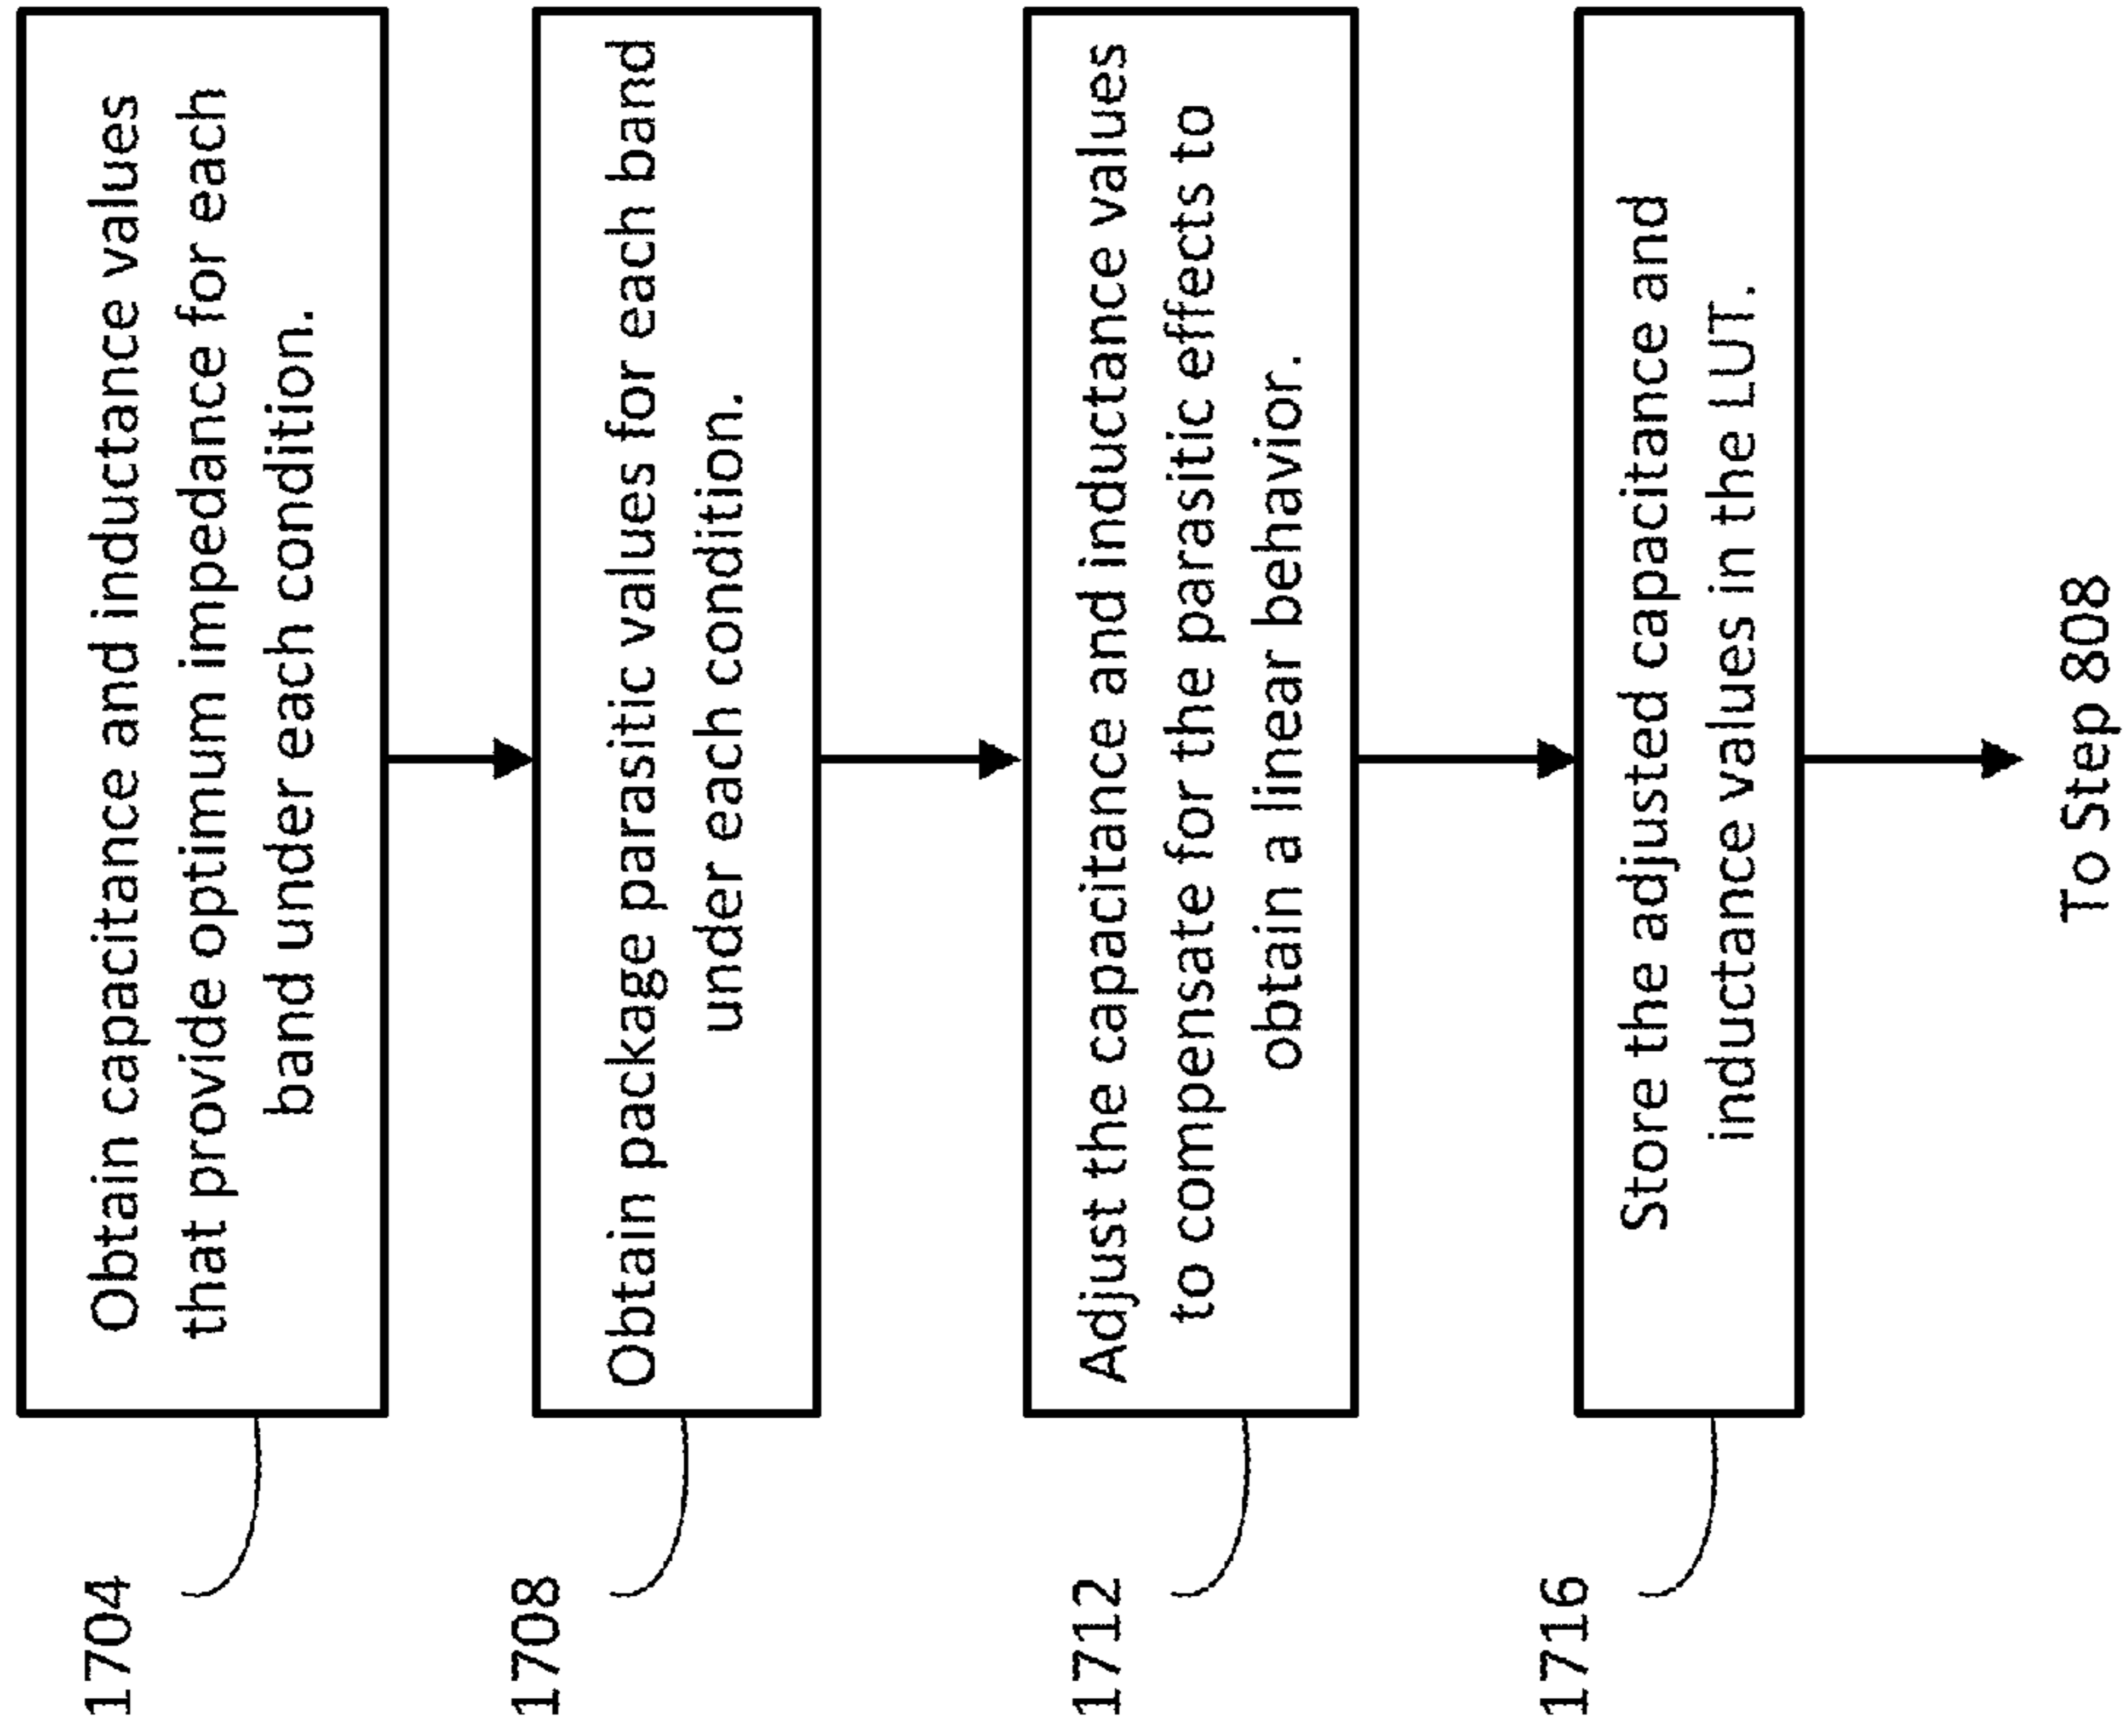 1704
Obtain capacitance and inductance values
that provide optimum impedance for each
band under each condition.
1708
Obtain package parasitic values for each band
under each condition.
1712
Adjust the capacitance and inductance values
to compensate for the parasitic effects to
obtain a linear behavior.
1716
Store the adjusted capacitance and
inductance values in the LUT.
To Step 808